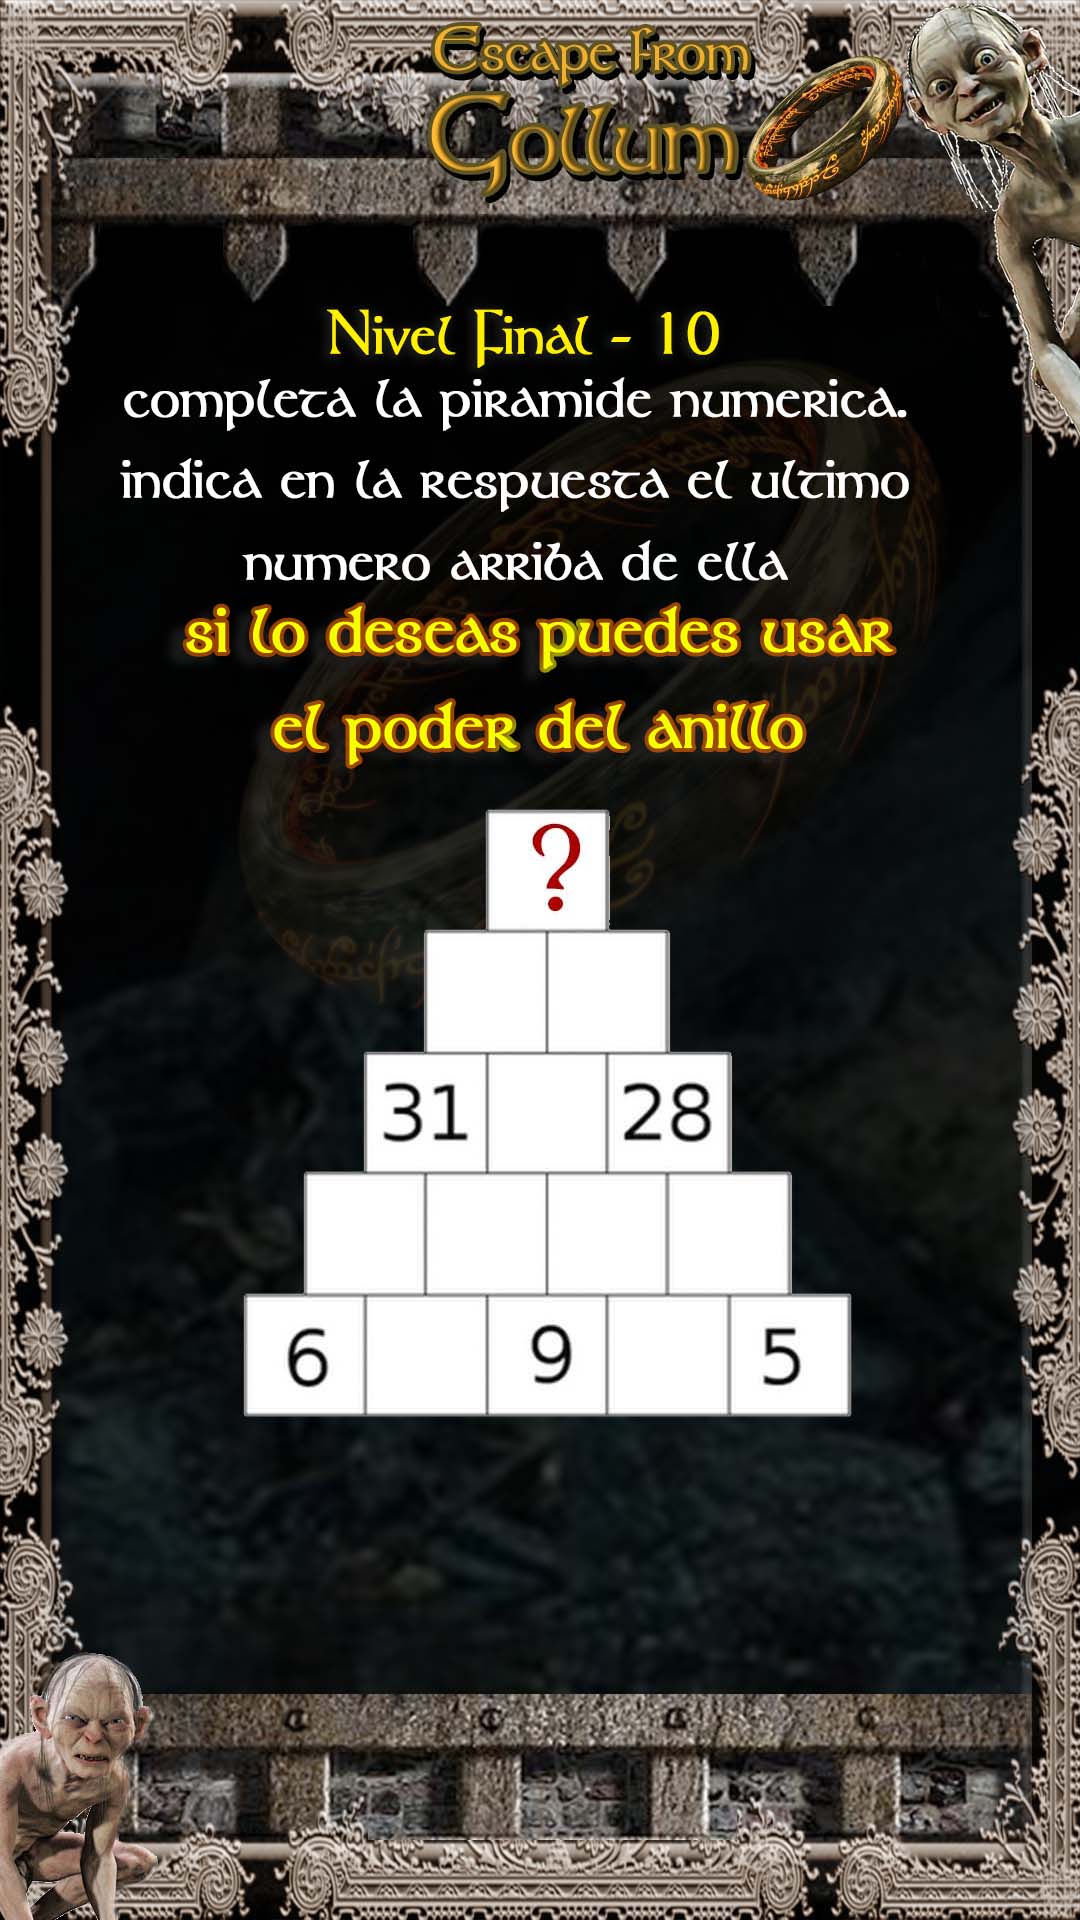 Escape from
Gollum
Nivel Final - 10
completa la piramide numerica.
indica en la respuesta el ultimo
numero arriba de ella
si lo deseas puedes usar
el poder del anillo
?
31 28
6 9 5